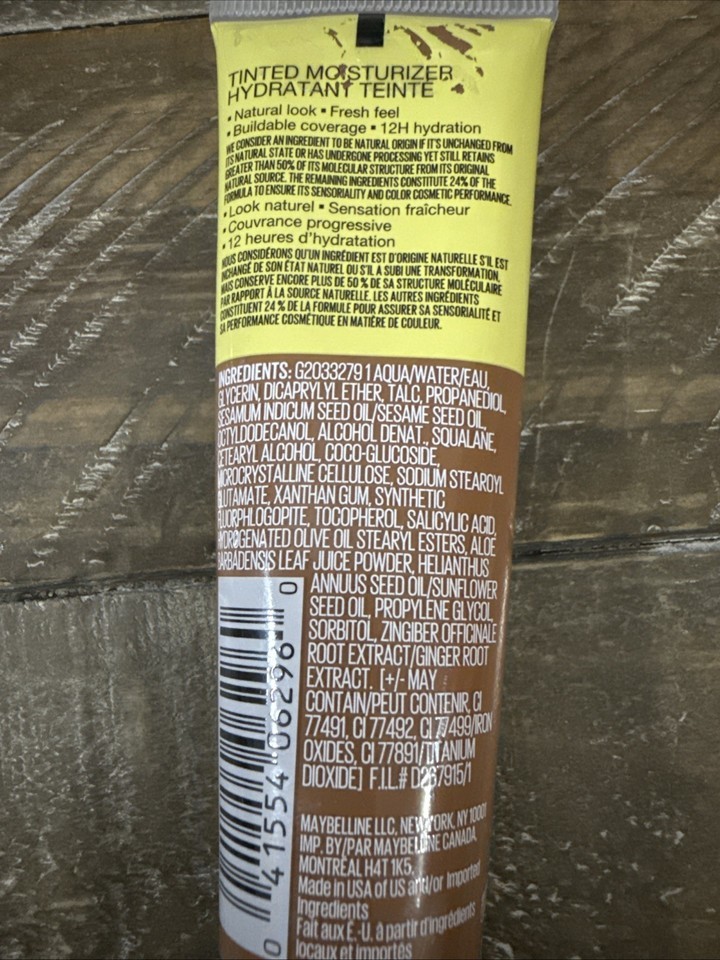 TINTED MOISTURIZER
HYDRATANT TEINTÉ
▪ Natural look ▪ Fresh feel
▪ Buildable coverage ▪ 12H hydration
WE CONSIDER AN INGREDIENT TO BE NATURAL ORIGIN IF IT'S UNCHANGED FROM
ITS NATURAL STATE OR HAS UNDERGONE PROCESSING YET STILL RETAINS
GREATER THAN 50% OF ITS MOLECULAR STRUCTURE FROM ITS ORIGINAL
NATURAL SOURCE. THE REMAINING INGREDIENTS CONSTITUTE 24% OF THE
FORMULA TO ENSURE ITS SENSORIALITY AND COLOR COSMETIC PERFORMANCE.
▪ Look naturel ▪ Sensation fraîcheur
▪ Couvrance progressive
▪ 12 heures d'hydratation
NOUS CONSIDÉRONS QU'UN INGRÉDIENT EST D'ORIGINE NATURELLE S'IL EST
INCHANGÉ DE SON ÉTAT NATUREL OU S'IL A SUBI UNE TRANSFORMATION,
MAIS CONSERVE ENCORE PLUS DE 50 % DE SA STRUCTURE MOLÉCULAIRE
PAR RAPPORT À LA SOURCE NATURELLE. LES AUTRES INGRÉDIENTS
CONSTITUENT 24 % DE LA FORMULE POUR ASSURER SA SENSORIALITÉ ET
SA PERFORMANCE COSMÉTIQUE EN MATIÈRE DE COULEUR.
INGREDIENTS: G2033279 1 AQUA/WATER/EAU,
GLYCERIN, DICAPRYLYL ETHER, TALC, PROPANEDIOL,
SESAMUM INDICUM SEED OIL/SESAME SEED OIL,
OCTYLDODECANOL, ALCOHOL DENAT., SQUALANE,
CETEARYL ALCOHOL, COCO-GLUCOSIDE,
MICROCRYSTALLINE CELLULOSE, SODIUM STEAROYL
GLUTAMATE, XANTHAN GUM, SYNTHETIC
FLUORPHLOGOPITE, TOCOPHEROL, SALICYLIC ACID,
HYDROGENATED OLIVE OIL STEARYL ESTERS, ALOE
BARBADENSIS LEAF JUICE POWDER, HELIANTHUS
ANNUUS SEED OIL/SUNFLOWER
SEED OIL, PROPYLENE GLYCOL,
SORBITOL, ZINGIBER OFFICINALE
ROOT EXTRACT/GINGER ROOT
EXTRACT. [+/- MAY
CONTAIN/PEUT CONTENIR, CI
77491, CI 77492, CI 77499/IRON
OXIDES, CI 77891/TITANIUM
DIOXIDE] F.I.L.# D267915/1
0 41554 06296 0
MAYBELLINE LLC, NEW YORK, NY 10001
IMP. BY/PAR MAYBELLINE CANADA,
MONTRÉAL H4T 1K5,
Made in USA of US and/or Imported
Ingredients
Fait aux É.-U. à partir d'ingrédients
locaux et importés